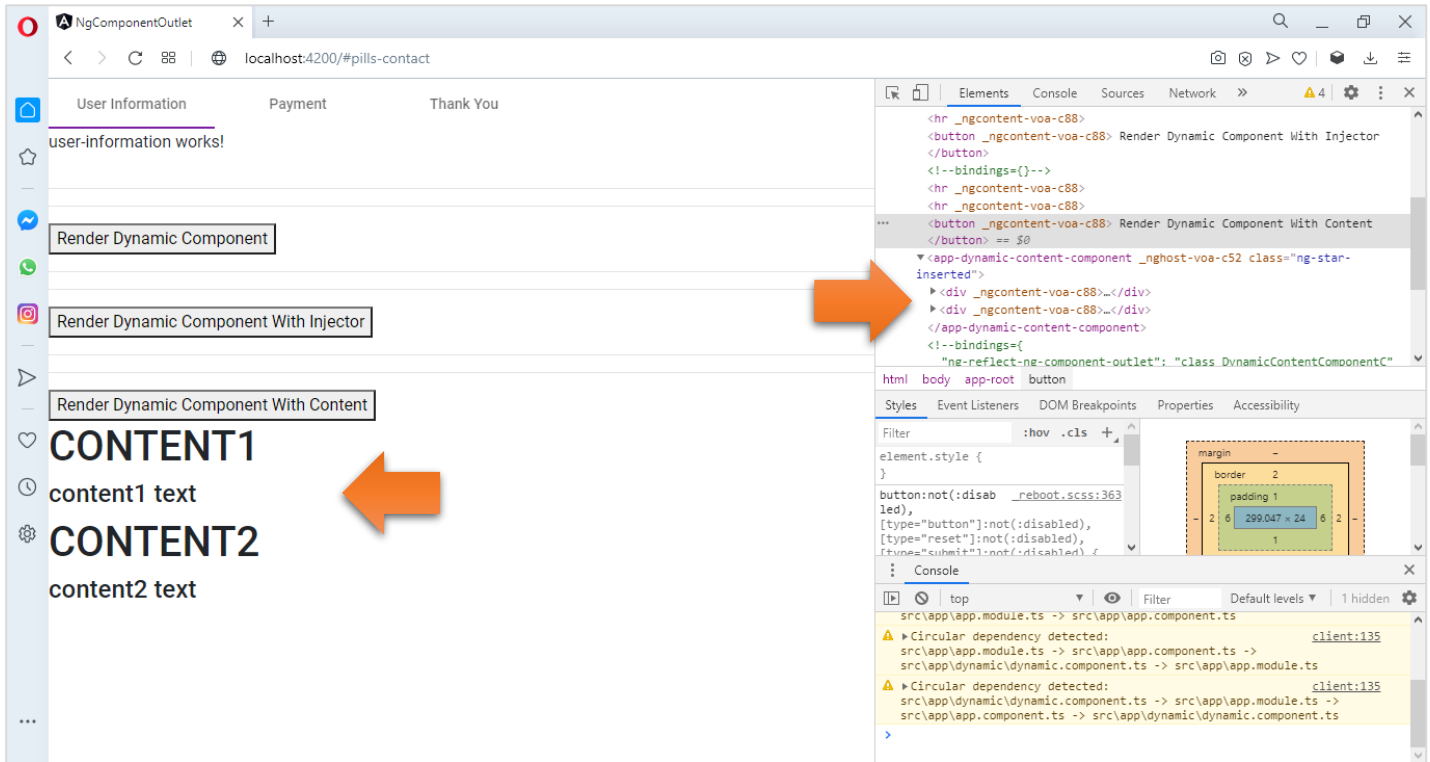 NgComponentOutlet
localhost:4200/#pills-contact
User Information Payment Thank You
user-information works!
Render Dynamic Component
Render Dynamic Component With Injector
Render Dynamic Component With Content
CONTENT1
content1 text
CONTENT2
content2 text
Elements Console Sources Network » 4
<hr _ngcontent-voa-c88>
<button _ngcontent-voa-c88> Render Dynamic Component With Injector
</button>
<!--bindings={}-->
<hr _ngcontent-voa-c88>
<hr _ngcontent-voa-c88>
<button _ngcontent-voa-c88> Render Dynamic Component With Content
</button> == $0
<app-dynamic-content-component _nghost-voa-c52 class="ng-star-
inserted">
<div _ngcontent-voa-c88>…</div>
<div _ngcontent-voa-c88>…</div>
</app-dynamic-content-component>
<!--bindings={
"ng-reflect-ng-component-outlet": "class DynamicContentComponentC"
html body app-root button
Styles Event Listeners DOM Breakpoints Properties Accessibility
Filter :hov .cls +
element.style {
}
button:not(:disab _reboot.scss:363
led),
[type="button"]:not(:disabled),
[type="reset"]:not(:disabled),
[type="submit"]:not(:disabled) {
margin -
border 2
padding 1
- 2 6 299.047 × 24 6 2 -
1
Console
top Filter Default levels 1 hidden
src\app\app.module.ts -> src\app\app.component.ts
Circular dependency detected: client:135
src\app\app.module.ts -> src\app\app.component.ts ->
src\app\dynamic\dynamic.component.ts -> src\app\app.module.ts
Circular dependency detected: client:135
src\app\dynamic\dynamic.component.ts -> src\app\app.module.ts ->
src\app\app.component.ts -> src\app\dynamic\dynamic.component.ts